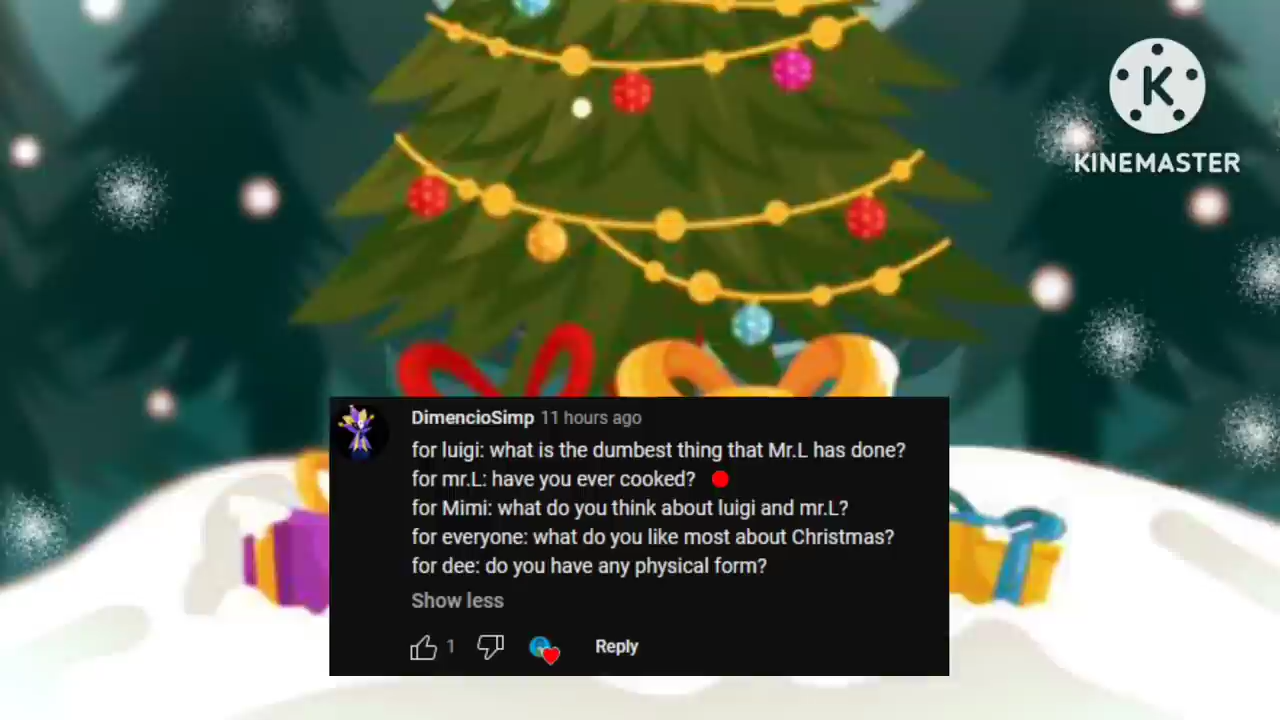 K
KINEMASTER
DimencioSimp 11 hours ago
for luigi: what is the dumbest thing that Mr.L has done?
for mr.L: have you ever cooked?
for Mimi: what do you think about luigi and mr.L?
for everyone: what do you like most about Christmas?
for dee: do you have any physical form?
Show less
1
Reply